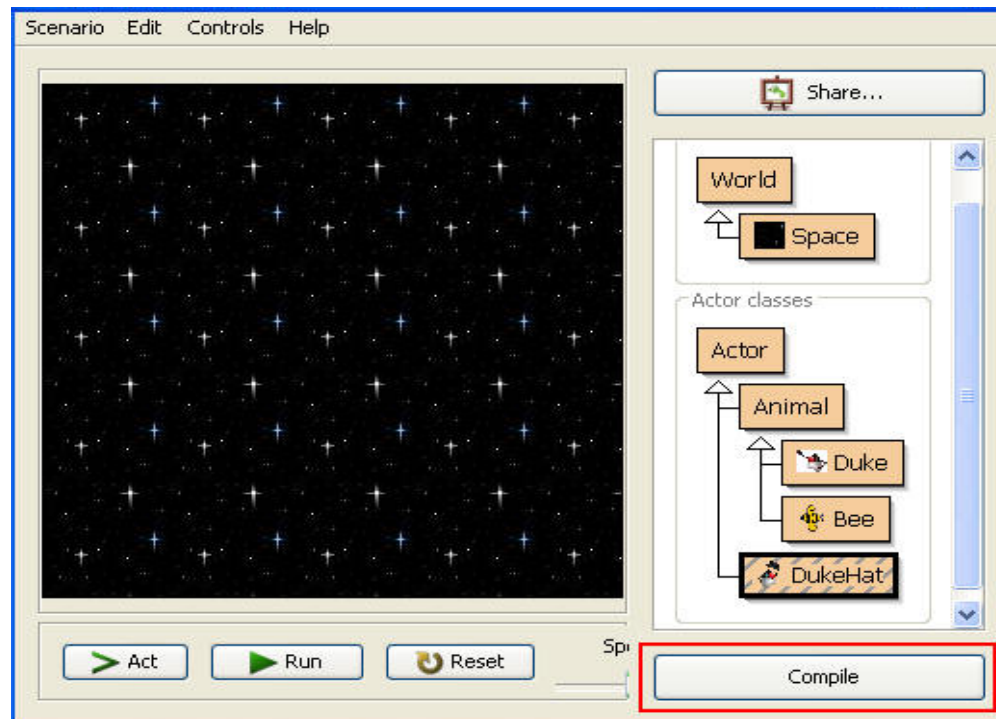 Scenario Edit Controls Help
Share...
World
Space
Actor classes
Actor
Animal
Duke
Bee
DukeHat
Act Run Reset
Compile